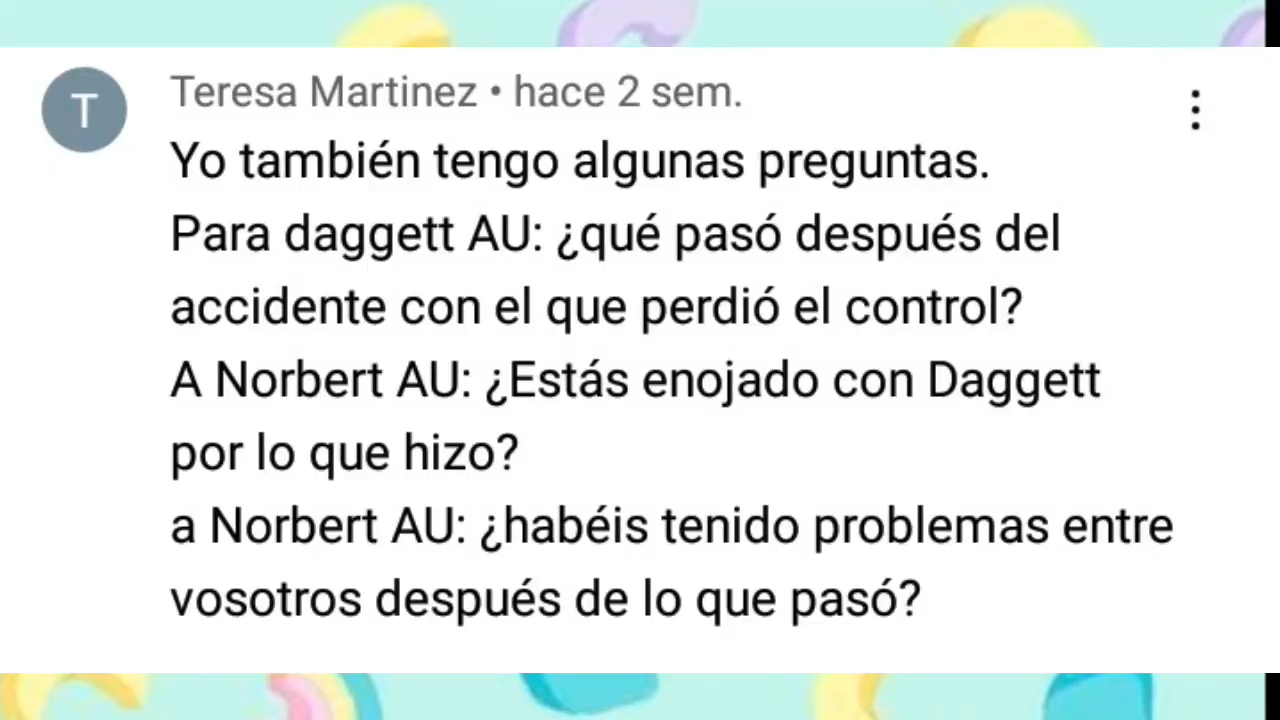 T
Teresa Martinez • hace 2 sem.
Yo también tengo algunas preguntas.
Para daggett AU: ¿qué pasó después del
accidente con el que perdió el control?
A Norbert AU: ¿Estás enojado con Daggett
por lo que hizo?
a Norbert AU: ¿habéis tenido problemas entre
vosotros después de lo que pasó?